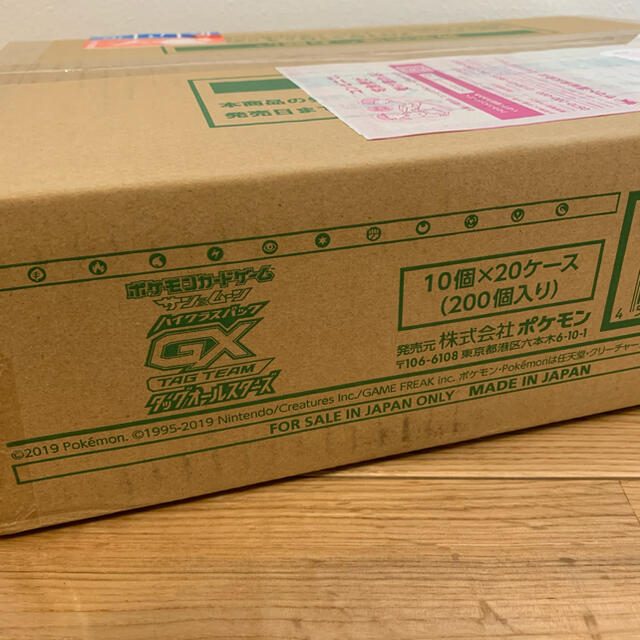 本商品の
発売日ま
ポケモンカードゲーム
サン&ムーン
ハイクラスパック
GX
TAG TEAM
タッグオールスターズ
10個×20ケース
(200個入り)
発売元 株式会社 ポケモン
〒106-6108 東京都港区六本木6-10-1
©2019 Pokémon. ©1995-2019 Nintendo/Creatures Inc./GAME FREAK inc. ポケモン・Pokémonは任天堂・クリーチャー
FOR SALE IN JAPAN ONLY MADE IN JAPAN
4